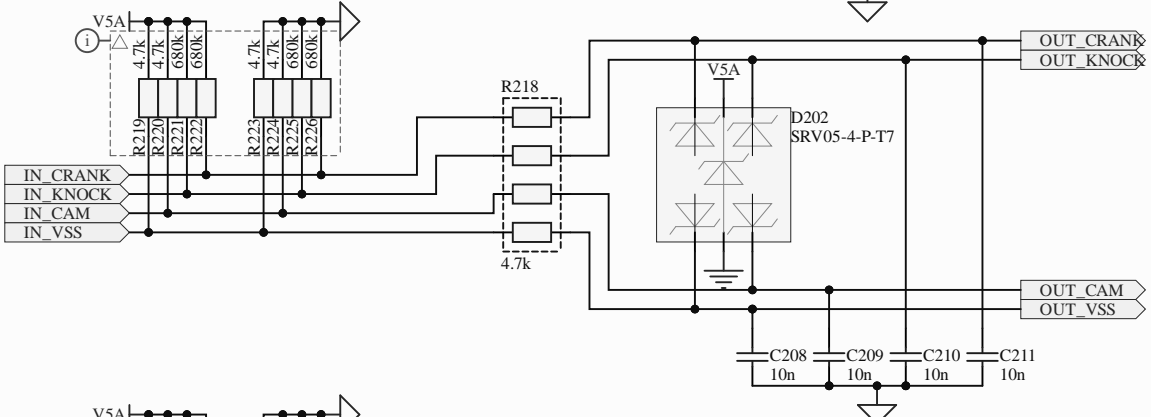 V5A
i
4.7k
4.7k
680k
680k
4.7k
4.7k
680k
680k
R219
R220
R221
R222
R223
R224
R225
R226
IN_CRANK
IN_KNOCK
IN_CAM
IN_VSS
R218
4.7k
V5A
D202
SRV05-4-P-T7
OUT_CRANK
OUT_KNOCK
OUT_CAM
OUT_VSS
C208
10n
C209
10n
C210
10n
C211
10n
V5A